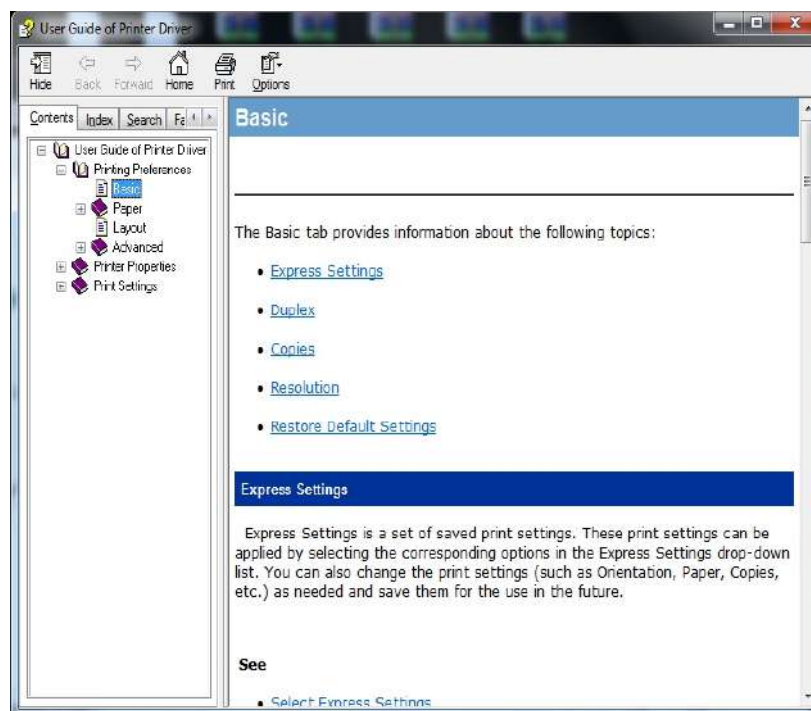 User Guide of Printer Driver
Hide Back Forward Home Print Options
Contents Index Search Fa
User Guide of Printer Driver
Printing Preferences
Basic
Paper
Layout
Advanced
Printer Properties
Print Settings
Basic
The Basic tab provides information about the following topics:
• Express Settings
• Duplex
• Copies
• Resolution
• Restore Default Settings
Express Settings
Express Settings is a set of saved print settings. These print settings can be
applied by selecting the corresponding options in the Express Settings drop-down
list. You can also change the print settings (such as Orientation, Paper, Copies,
etc.) as needed and save them for the use in the future.
See
• Select Express Settings